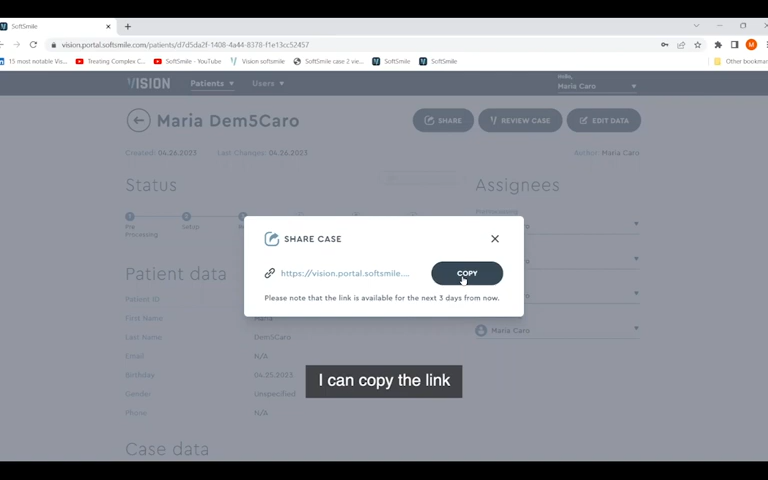 SoftSmile
vision.portal.softsmile.com/patients/d7d5da2f-1408-4a44-8378-f1e13cc52457
15 most notable Vis...
Treating Complex C...
SoftSmile - YouTube
Vision softsmile
SoftSmile case 2 vie...
SoftSmile
SoftSmile
Other bookmar
VISION
Patients
Users
Hello,
Maria Caro
Maria Dem5Caro
SHARE
REVIEW CASE
EDIT DATA
Created: 04.26.2023
Last Changes: 04.26.2023
Author: Maria Caro
Status
Assignees
Pre
Processing
Setup
SHARE CASE
https://vision.portal.softsmile....
COPY
Please note that the link is available for the next 3 days from now.
Patient data
Patient ID
First Name
Maria
Last Name
Dem5Caro
Maria Caro
Email
N/A
Birthday
04.25.2023
Gender
Unspecified
Phone
N/A
I can copy the link
Case data